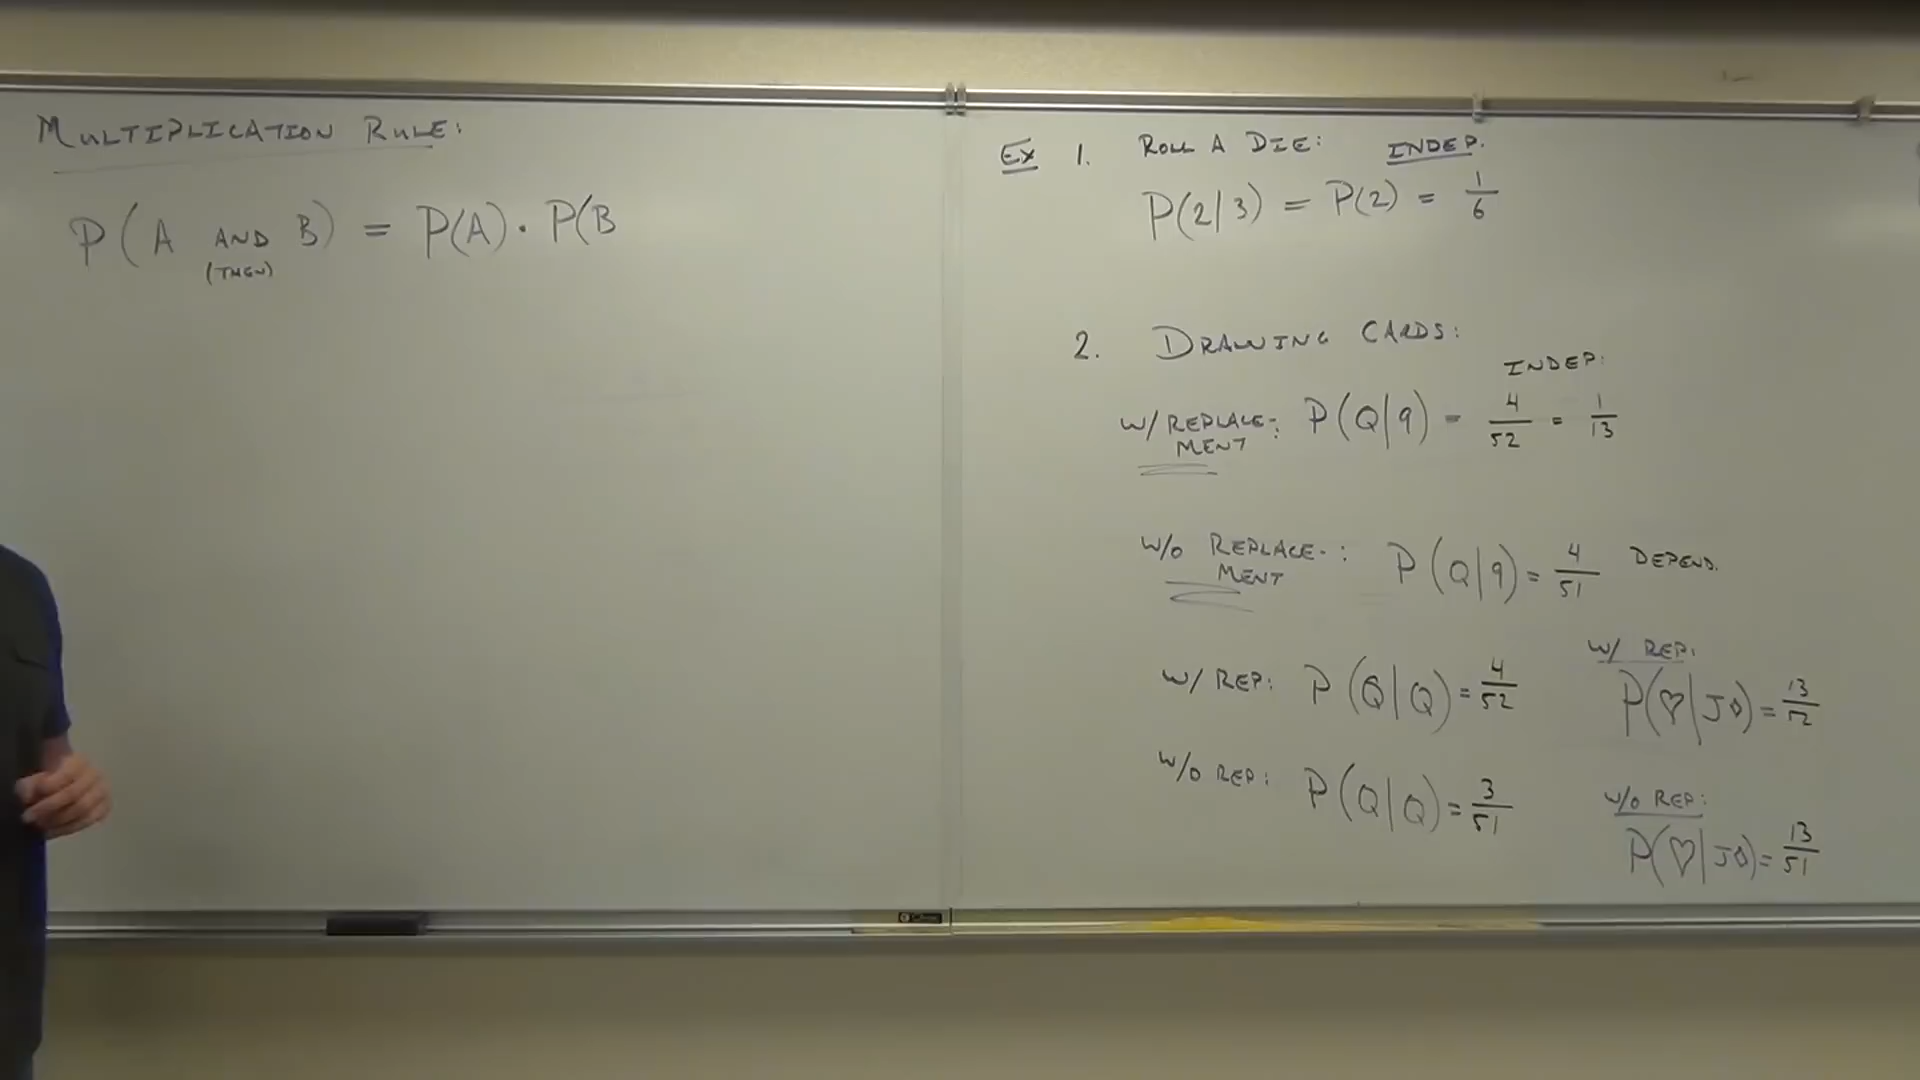 MULTIPLICATION RULE:
P(A AND B) = P(A) · P(B
(THEN)
EX 1. ROLL A DIE: INDEP.
P(2|3) = P(2) = 1/6
2. DRAWING CARDS:
INDEP:
W/ REPLACE-MENT: P(Q|9) = 4/52 = 1/13
W/O REPLACE-MENT: P(Q|9) = 4/51 DEPEND.
W/ REP: P(Q|Q) = 4/52
W/O REP: P(Q|Q) = 3/51
W/ REP:
P(♡|J◊) = 13/52
W/O REP:
P(♡|J◊) = 13/51